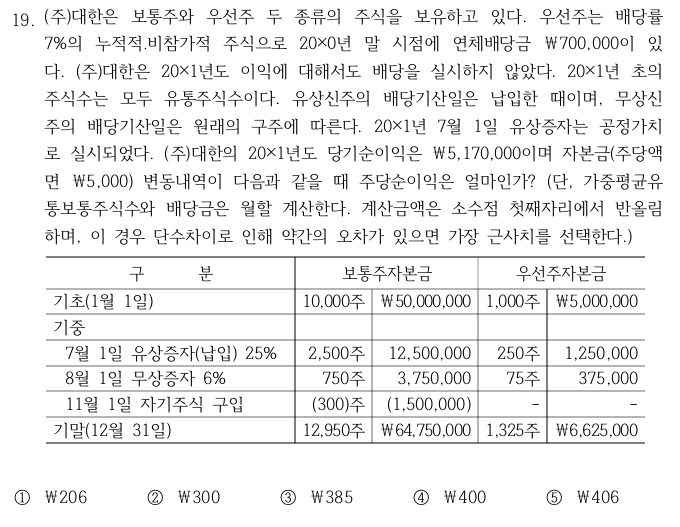 19. (주)대한은 보통주와 우선주 두 종류의 주식을 보유하고 있다. 우선주는 배당률
7%의 누적적.비참가적 주식으로 20×0년 말 시점에 연체배당금 ₩700,000이 있
다. (주)대한은 20×1년도 이익에 대해서도 배당을 실시하지 않았다. 20×1년 초의
주식수는 모두 유통주식수이다. 유상신주의 배당기산일은 납입한 때이며, 무상신
주의 배당기산일은 원래의 구주에 따른다. 20×1년 7월 1일 유상증자는 공정가치
로 실시되었다. (주)대한의 20×1년도 당기순이익은 ₩5,170,000이며 자본금(주당액
면 ₩5,000) 변동내역이 다음과 같을 때 주당순이익은 얼마인가? (단, 가중평균유
통보통주식수와 배당금은 월할 계산한다. 계산금액은 소수점 첫째자리에서 반올림
하며, 이 경우 단수차이로 인해 약간의 오차가 있으면 가장 근사치를 선택한다.)
구 분 보통주자본금 우선주자본금
기초(1월 1일) 10,000주 ₩50,000,000 1,000주 ₩5,000,000
기중
7월 1일 유상증자(납입) 25% 2,500주 12,500,000 250주 1,250,000
8월 1일 무상증자 6% 750주 3,750,000 75주 375,000
11월 1일 자기주식 구입 (300)주 (1,500,000) - -
기말(12월 31일) 12,950주 ₩64,750,000 1,325주 ₩6,625,000
① ₩206 ② ₩300 ③ ₩385 ④ ₩400 ⑤ ₩406